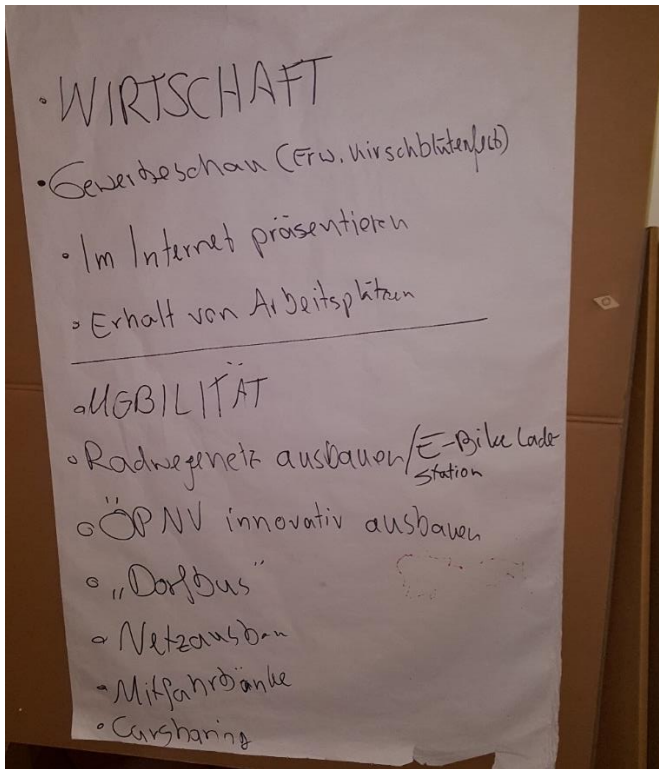 • WIRTSCHAFT
• Gewerbeschau (Erw. Kirschblütenfest)
• Im Internet präsentieren
• Erhalt von Arbeitsplätzen
• MOBILITÄT
• Radwegenetz ausbauen/E-Bike Lade
station
• ÖPNV innovativ ausbauen
• „Dorfbus"
• Netzausbau
• Mitfahrbänke
• Carsharing